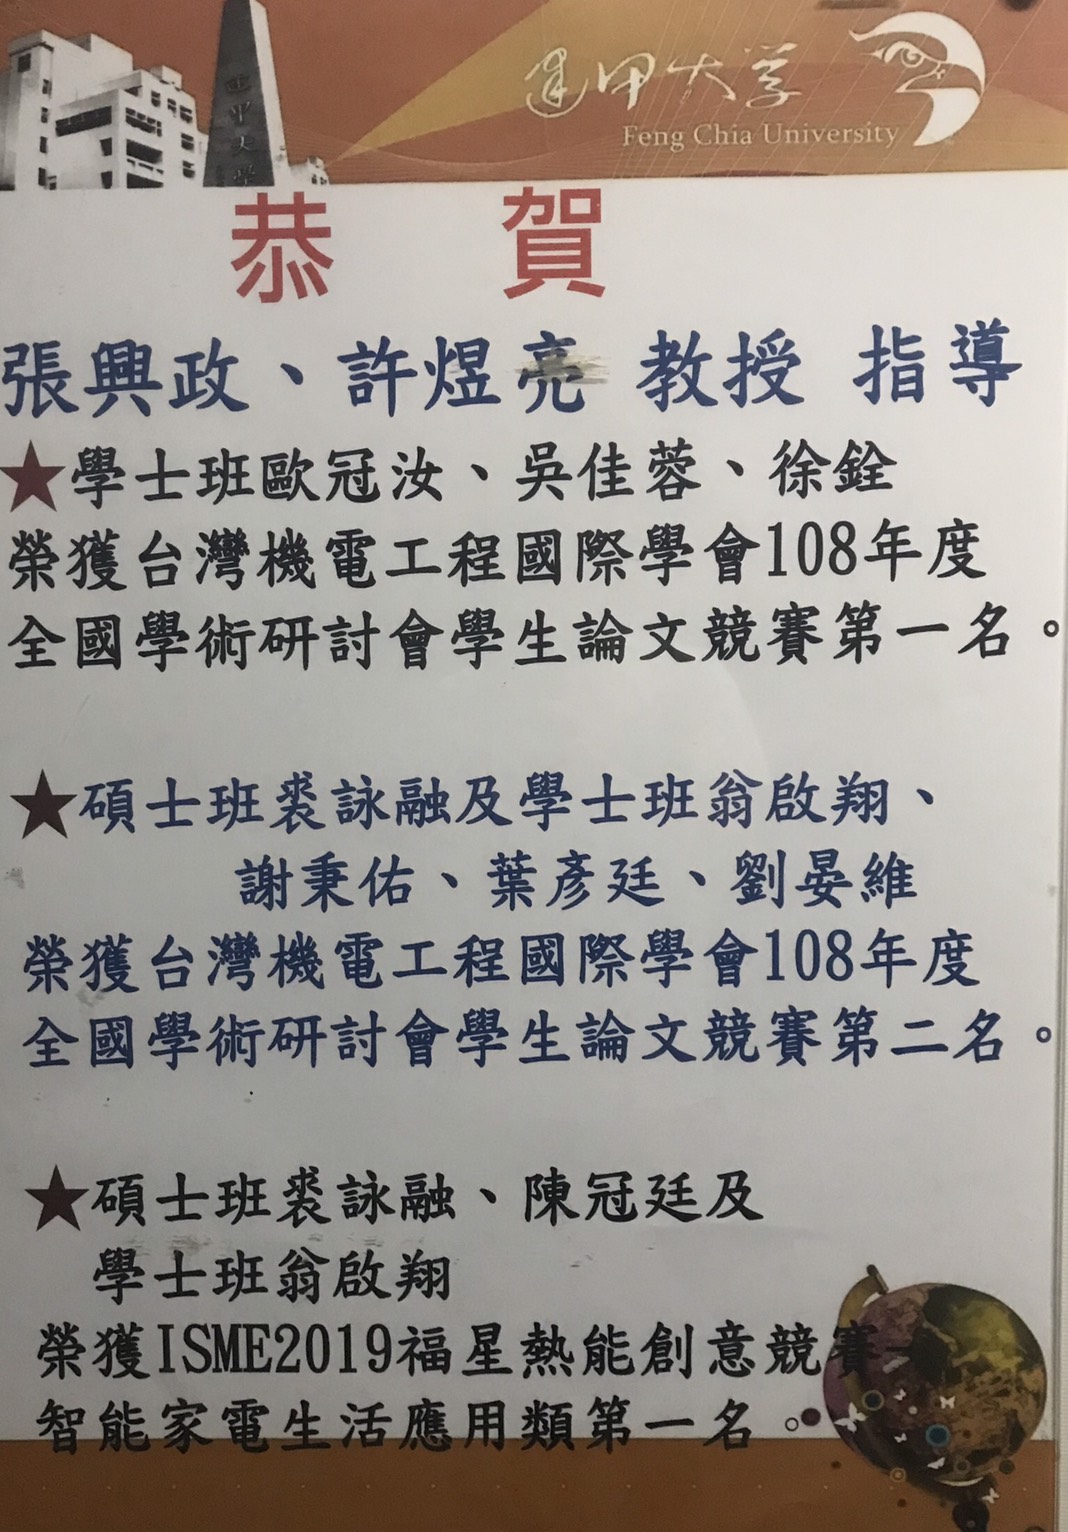 逢甲大學
逢甲大学
Feng Chia University
恭 賀
張興政、許煜亮 教授 指導
★學士班歐冠汝、吳佳蓉、徐銓
榮獲台灣機電工程國際學會108年度
全國學術研討會學生論文競賽第一名。
★碩士班裘詠融及學士班翁啟翔、
謝秉佑、葉彥廷、劉晏維
榮獲台灣機電工程國際學會108年度
全國學術研討會學生論文競賽第二名。
★碩士班裘詠融、陳冠廷及
學士班翁啟翔
榮獲ISME2019福星熱能創意競賽-
智能家電生活應用類第一名。